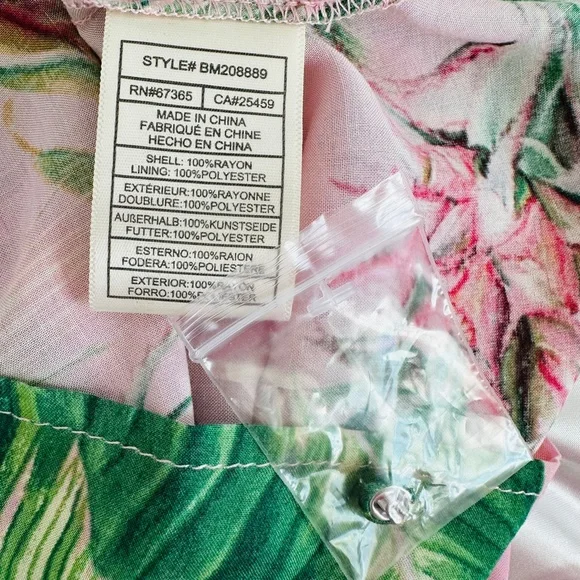 STYLE# BM208889
RN#67365 CA#25459
MADE IN CHINA
FABRIQUÉ EN CHINE
HECHO EN CHINA
SHELL: 100%RAYON
LINING: 100%POLYESTER
EXTÉRIEUR:100%RAYONNE
DOUBLURE:100%POLYESTER
AUßERHALB:100%KUNSTSEIDE
FUTTER:100%POLYESTER
ESTERNO:100%RAION
FODERA:100%POLIESTERE
EXTERIOR:100%RAYON
FORRO:100%POLYESTER